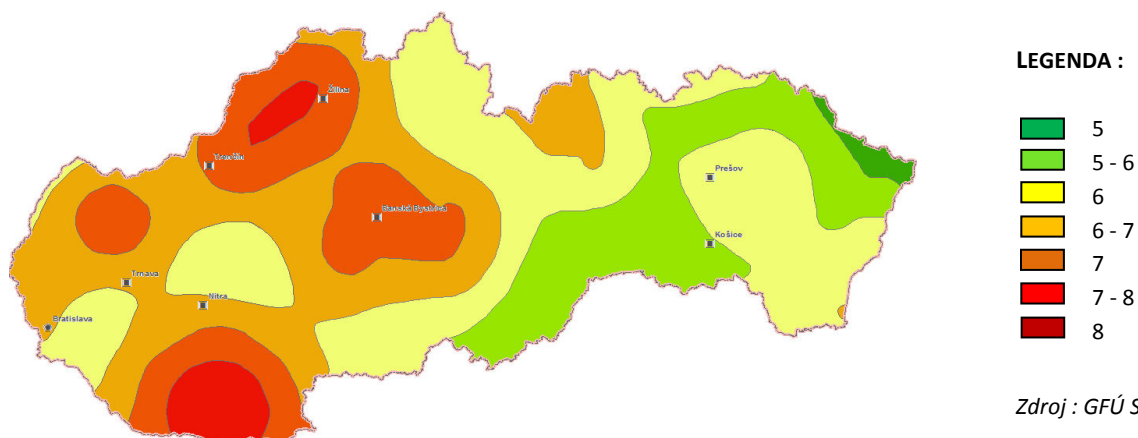 LEGENDA :
5
5 - 6
6
6 - 7
7
7 - 8
8
Zdroj : GFÚ S
Žilina
Trenčín
Prešov
Banská Bystrica
Košice
Trnava
Nitra
Bratislava